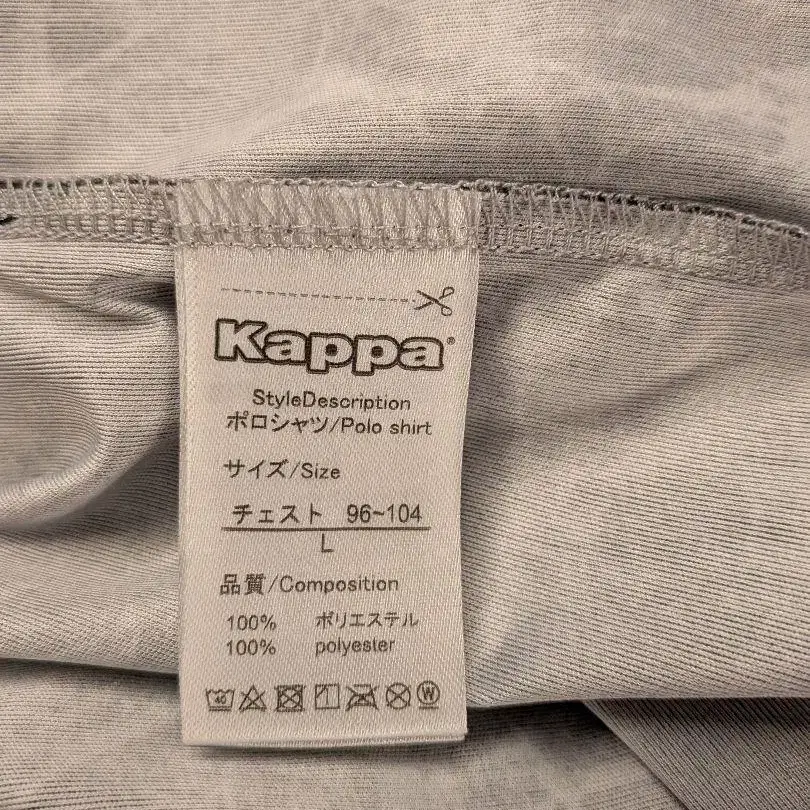 Kappa®
StyleDescription
ポロシャツ/Polo shirt
サイズ/Size
チェスト 96~104
L
品質/Composition
100% ポリエステル
100% polyester
40 W